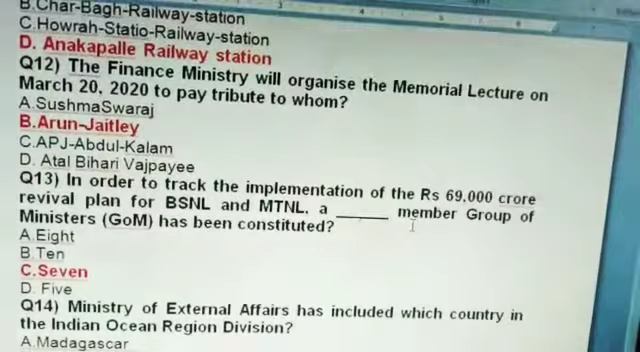 B.Char-Bagh-Railway-station
C.Howrah-Statio-Railway-station
D. Anakapalle Railway station
Q12) The Finance Ministry will organise the Memorial Lecture on
March 20, 2020 to pay tribute to whom?
A.SushmaSwaraj
B.Arun-Jaitley
C.APJ-Abdul-Kalam
D. Atal Bihari Vajpayee
Q13) In order to track the implementation of the Rs 69,000 crore
revival plan for BSNL and MTNL, a ______ member Group of
Ministers (GoM) has been constituted?
A.Eight
B.Ten
C.Seven
D. Five
Q14) Ministry of External Affairs has included which country in
the Indian Ocean Region Division?
A.Madagascar